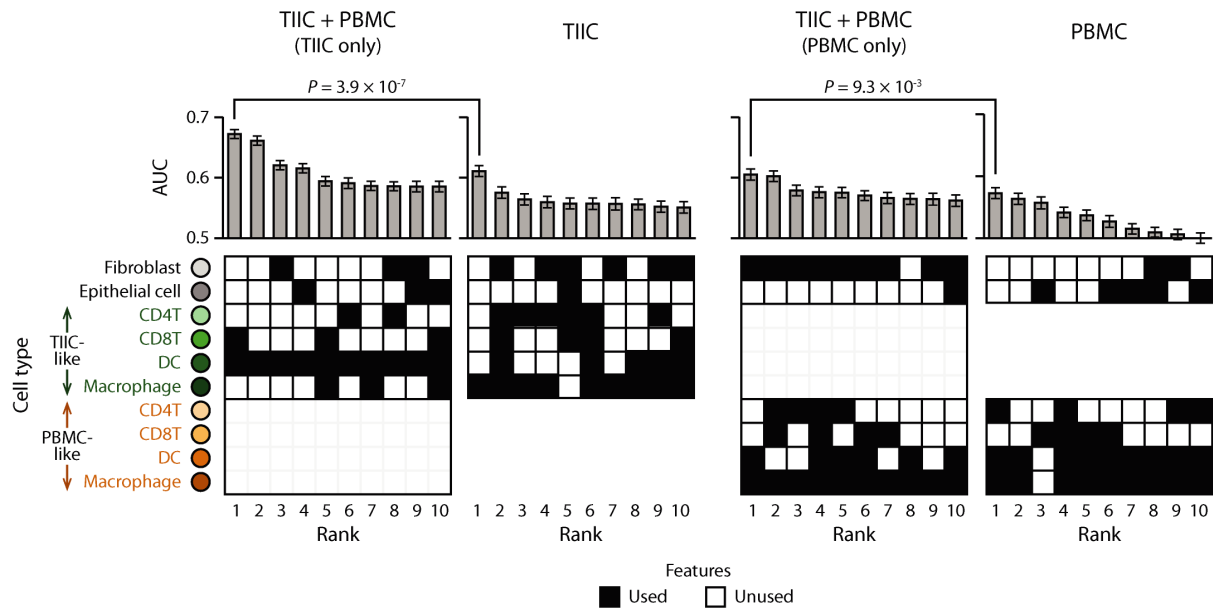 TIIC + PBMC
(TIIC only)
TIIC
TIIC + PBMC
(PBMC only)
PBMC
P = 3.9 × 10-7
P = 9.3 × 10-3
AUC
0.7
0.6
0.5
Cell type
Fibroblast
Epithelial cell
TIIC-
like
CD4T
CD8T
DC
Macrophage
PBMC-
like
CD4T
CD8T
DC
Macrophage
1 2 3 4 5 6 7 8 9 10
Rank
1 2 3 4 5 6 7 8 9 10
Rank
1 2 3 4 5 6 7 8 9 10
Rank
1 2 3 4 5 6 7 8 9 10
Rank
Features
Used
Unused